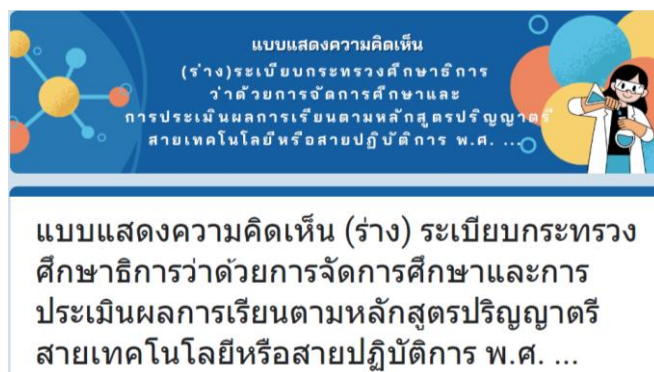 แบบแสดงความคิดเห็น
(ร่าง)ระเบียบกระทรวงศึกษาธิการ
ว่าด้วยการจัดการศึกษาและ
การประเมินผลการเรียนตามหลักสูตรปริญญาตรี
สายเทคโนโลยีหรือสายปฏิบัติการ พ.ศ. ...
แบบแสดงความคิดเห็น (ร่าง) ระเบียบกระทรวง
ศึกษาธิการว่าด้วยการจัดการศึกษาและการ
ประเมินผลการเรียนตามหลักสูตรปริญญาตรี
สายเทคโนโลยีหรือสายปฏิบัติการ พ.ศ. ...